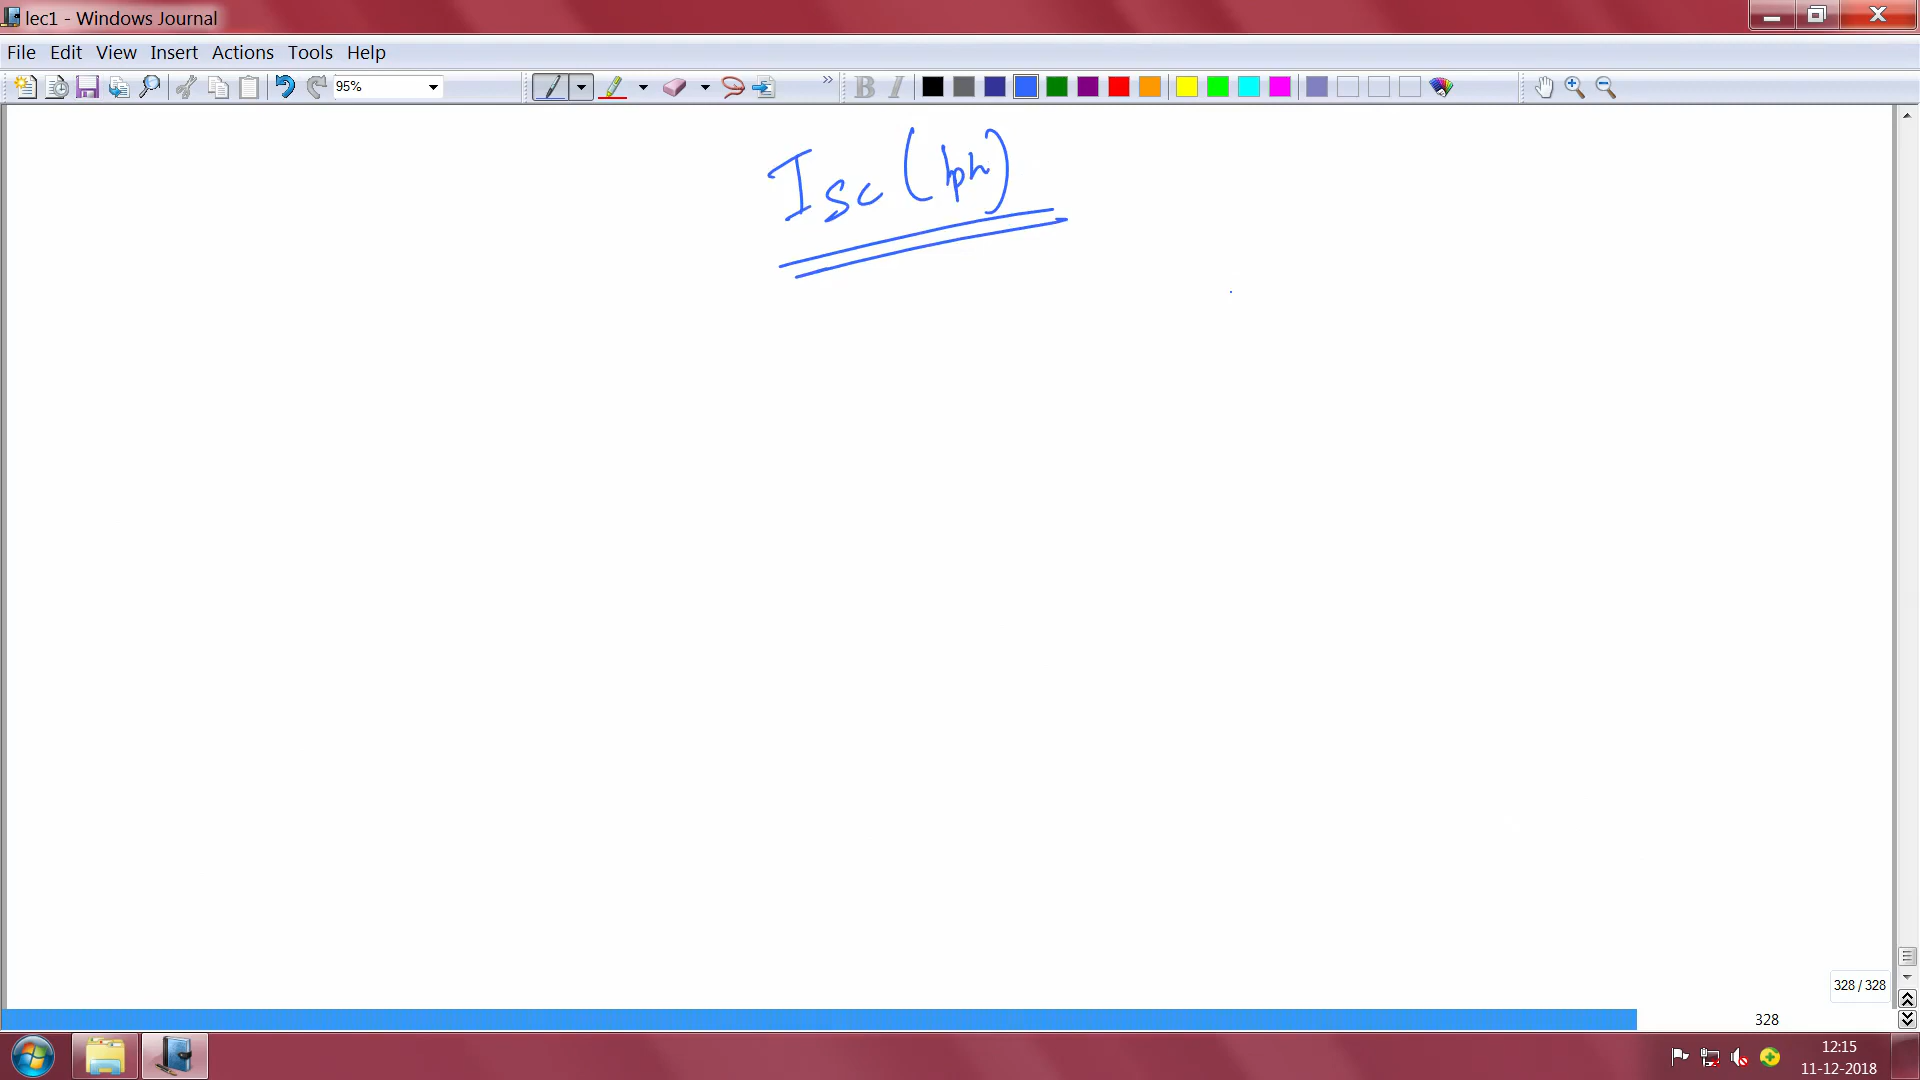 lec1 - Windows Journal
File Edit View Insert Actions Tools Help
95%
B I
Isc (hph)
328 / 328
328
12:15
11-12-2018